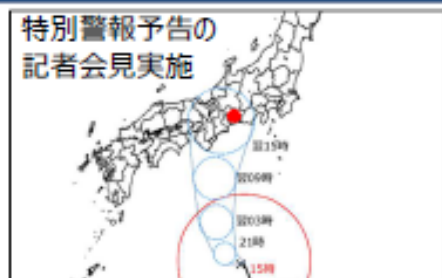 特別警報予告の
記者会見実施
翌15時
翌09時
翌03時
21時
15時